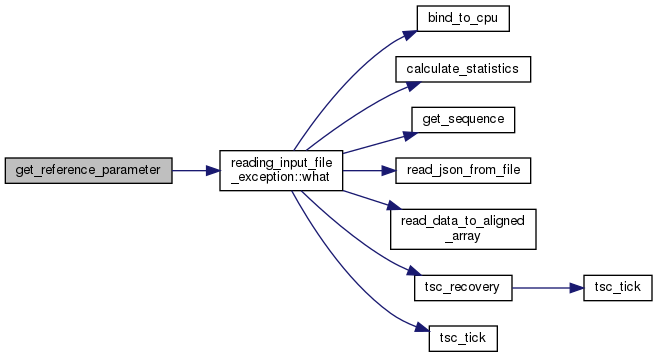 bind_to_cpu
calculate_statistics
get_sequence
get_reference_parameter
reading_input_file
_exception::what
read_json_from_file
read_data_to_aligned
_array
tsc_recovery
tsc_tick
tsc_tick